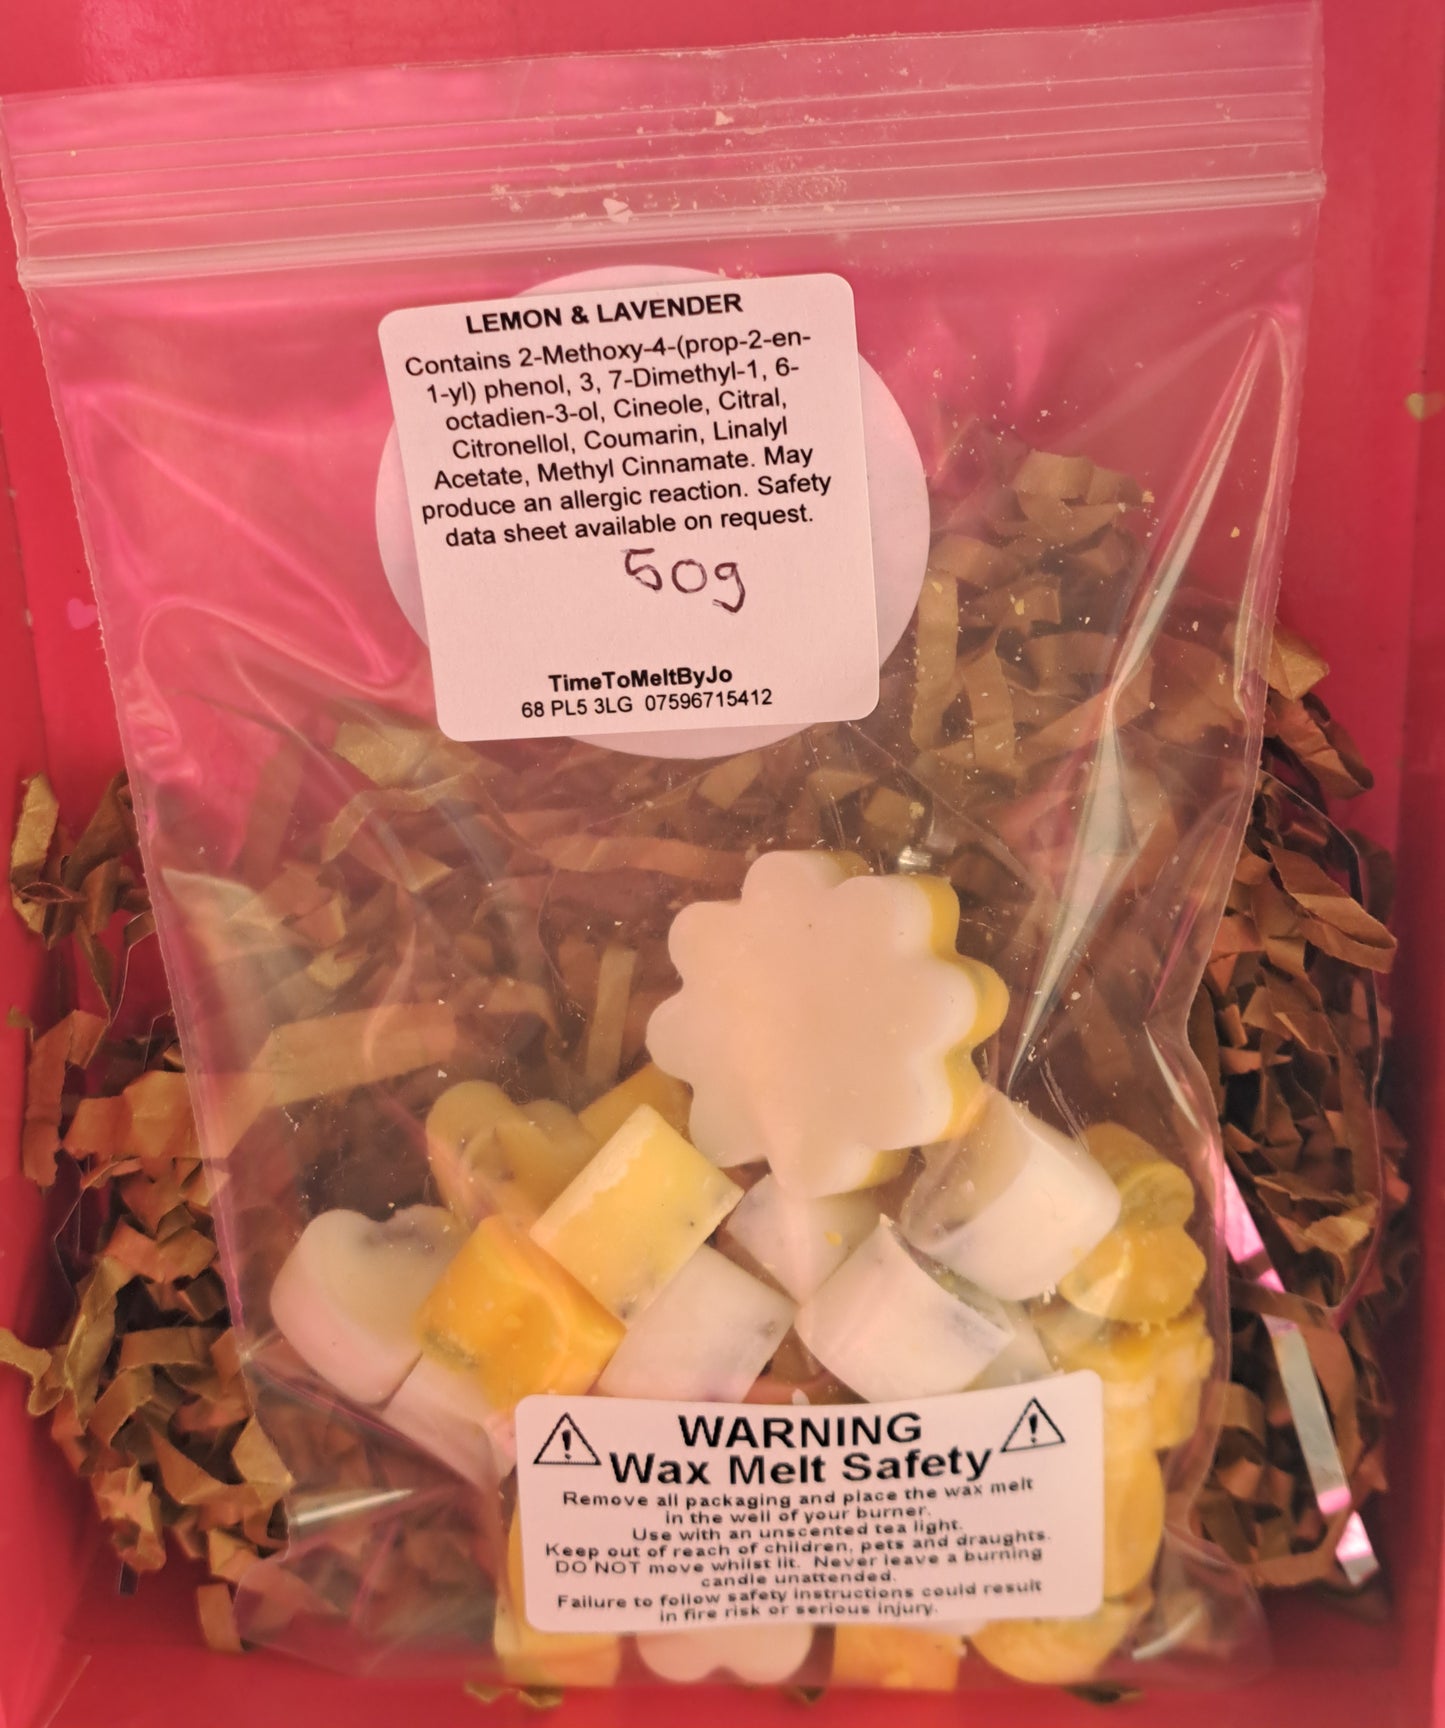 LEMON & LAVENDER
Contains 2-Methoxy-4-(prop-2-en-
1-yl) phenol, 3, 7-Dimethyl-1, 6-
octadien-3-ol, Cineole, Citral,
Citronellol, Coumarin, Linalyl
Acetate, Methyl Cinnamate. May
produce an allergic reaction. Safety
data sheet available on request.
50g
TimeToMeltByJo
68 PL5 3LG 07596715412
WARNING
Wax Melt Safety
Remove all packaging and place the wax melt
in the well of your burner.
Use with an unscented tea light.
Keep out of reach of children, pets and draughts.
DO NOT move whilst lit. Never leave a burning
candle unattended.
Failure to follow safety instructions could result
in fire risk or serious injury.